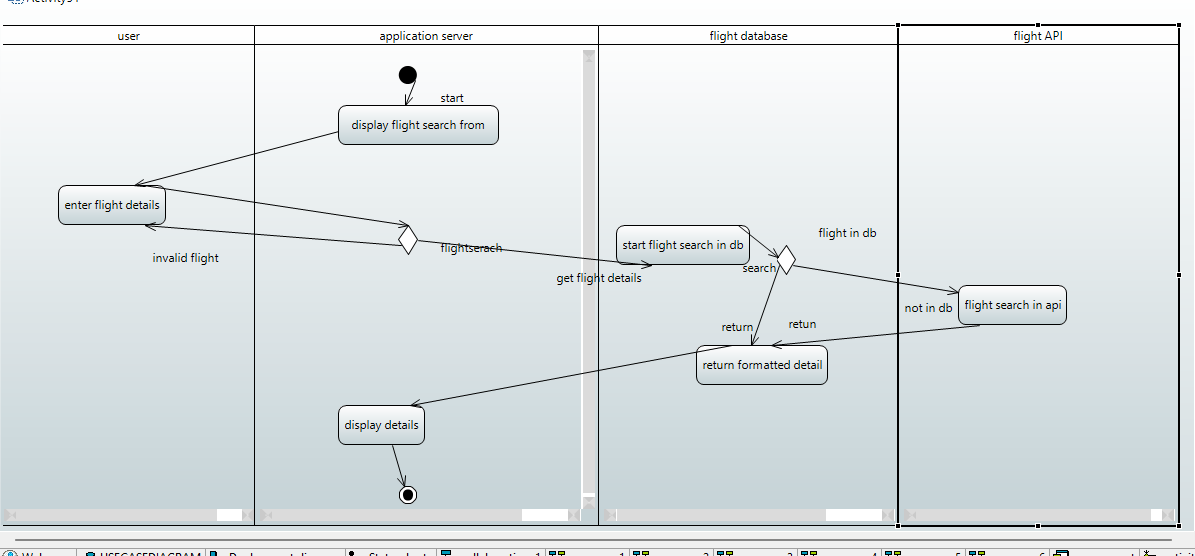 user
application server
flight database
flight API
start
display flight search from
enter flight details
flightserach
invalid flight
get flight details
start flight search in db
flight in db
search
not in db
flight search in api
return
retun
return formatted detail
display details
USECASEDIAGRAM